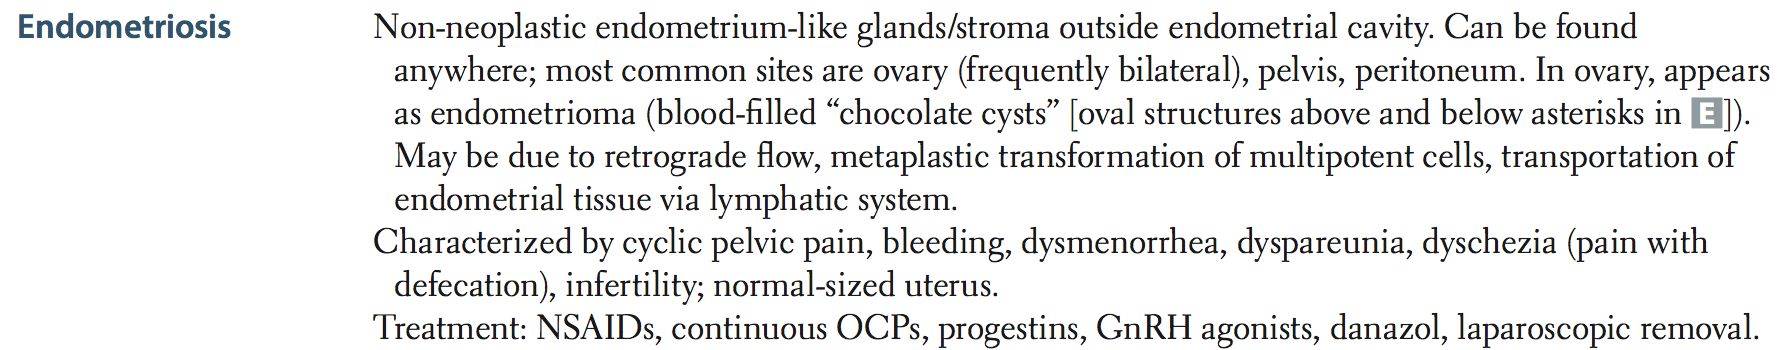 Endometriosis
Non-neoplastic endometrium-like glands/stroma outside endometrial cavity. Can be found
anywhere; most common sites are ovary (frequently bilateral), pelvis, peritoneum. In ovary, appears
as endometrioma (blood-filled “chocolate cysts” [oval structures above and below asterisks in E]).
May be due to retrograde flow, metaplastic transformation of multipotent cells, transportation of
endometrial tissue via lymphatic system.
Characterized by cyclic pelvic pain, bleeding, dysmenorrhea, dyspareunia, dyschezia (pain with
defecation), infertility; normal-sized uterus.
Treatment: NSAIDs, continuous OCPs, progestins, GnRH agonists, danazol, laparoscopic removal.